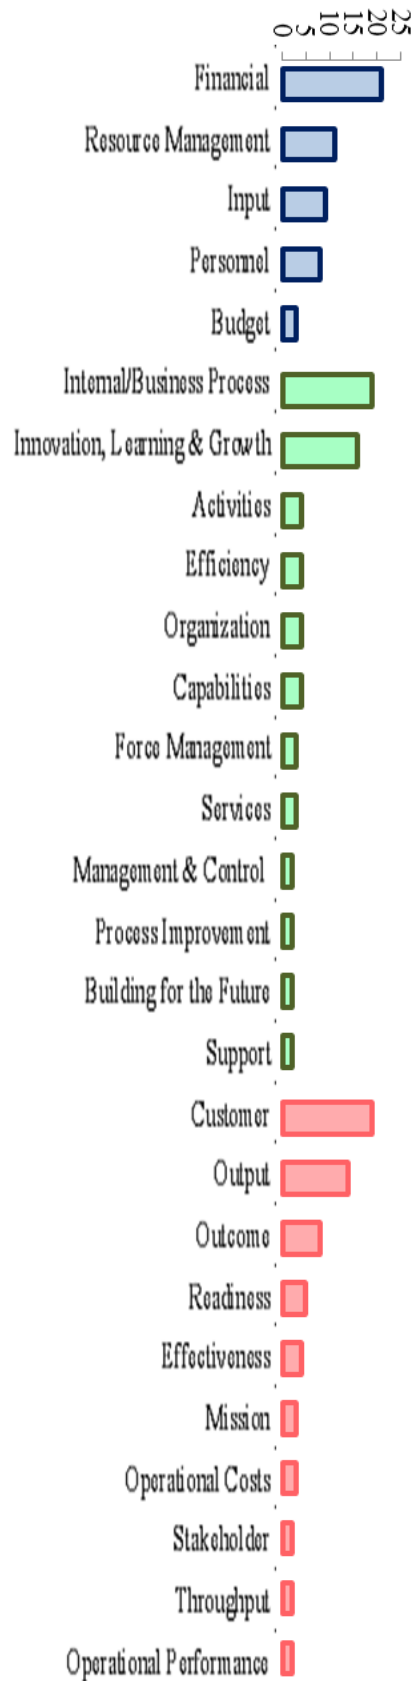 0 5 10 15 20 25
Financial
Resource Management
Input
Personnel
Budget
Internal/Business Process
Innovation, Learning & Growth
Activities
Efficiency
Organization
Capabilities
Force Management
Services
Management & Control
Process Improvement
Building for the Future
Support
Customer
Output
Outcome
Readiness
Effectiveness
Mission
Operational Costs
Stakeholder
Throughput
Operational Performance